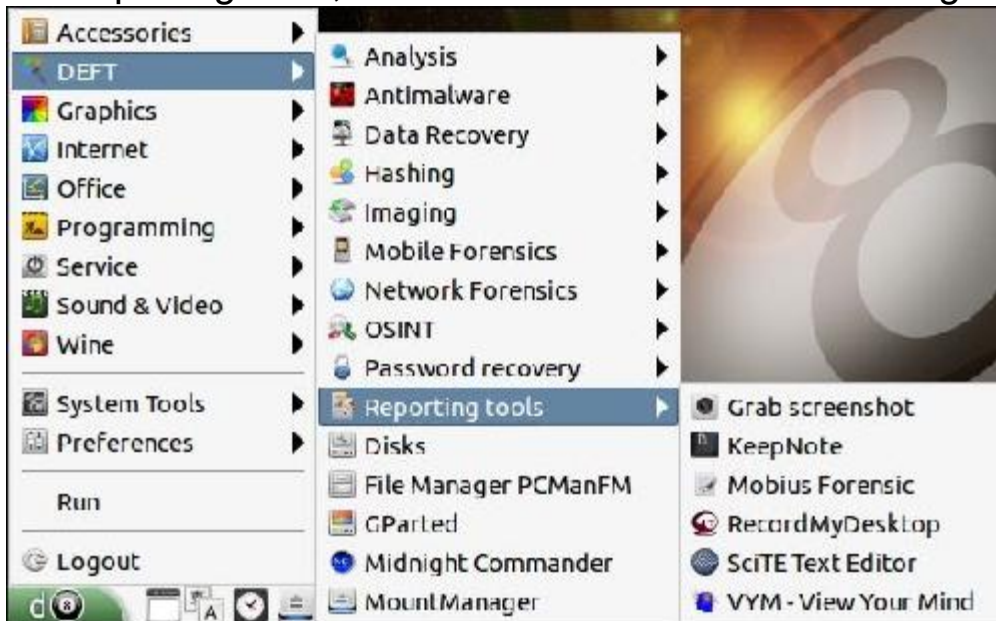 Accessories
DEFT
Graphics
Internet
Office
Programming
Service
Sound & Video
Wine
System Tools
Preferences
Run
Logout
Analysis
Antimalware
Data Recovery
Hashing
Imaging
Mobile Forensics
Network Forensics
OSINT
Password recovery
Reporting tools
Disks
File Manager PCManFM
GParted
Midnight Commander
MountManager
Grab screenshot
KeepNote
Mobius Forensic
RecordMyDesktop
SciTE Text Editor
VYM - View Your Mind